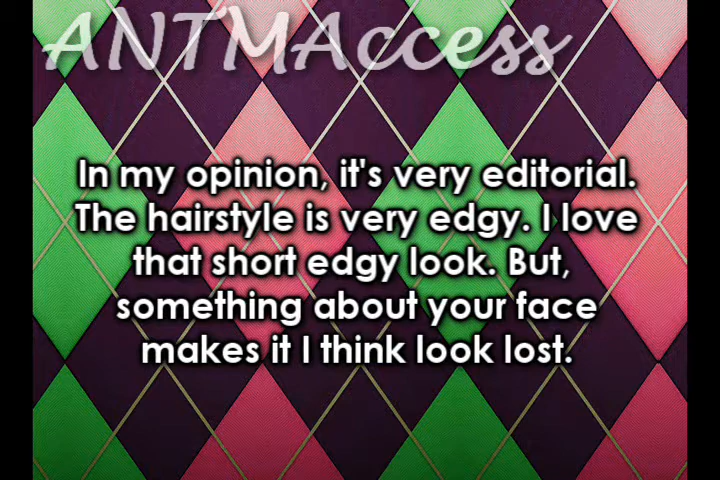 ANTMAccess
In my opinion, it's very editorial.
The hairstyle is very edgy. I love
that short edgy look. But,
something about your face
makes it I think look lost.